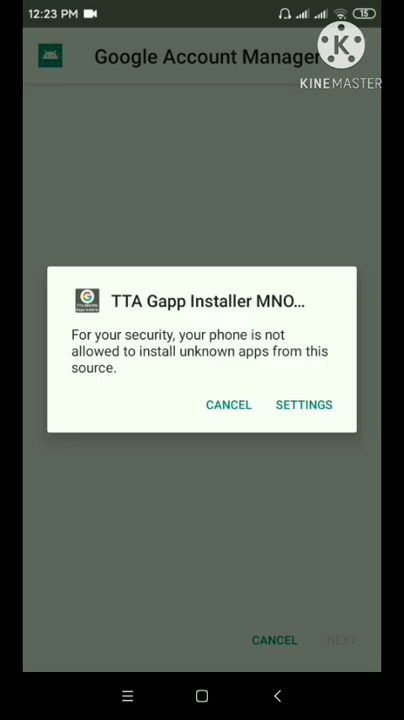 12:23 PM
15
Google Account Manager
KINEMASTER
TTA Gapp Installer MNO...
For your security, your phone is not
allowed to install unknown apps from this
source.
CANCEL SETTINGS
CANCEL NEXT